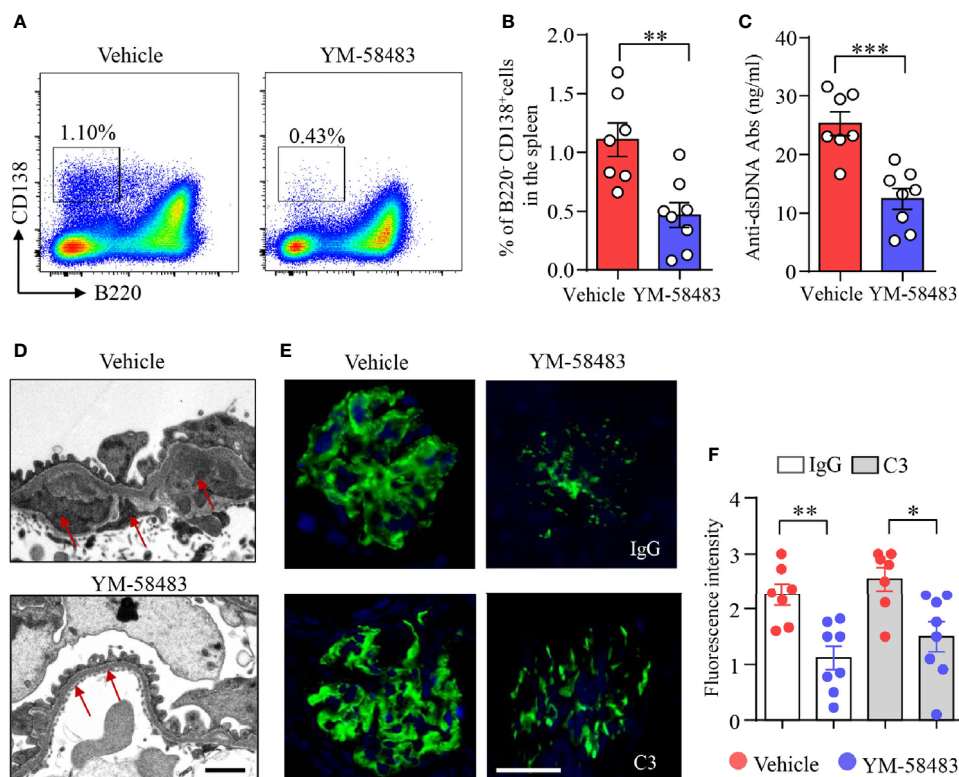 A
Vehicle
YM-58483
1.10%
0.43%
CD138
B220
B
% of B220⁻ CD138⁺cells
in the spleen
2.0
1.5
1.0
0.5
0.0
**
Vehicle YM-58483
C
Anti-dsDNA Abs (ng/ml)
40
30
20
10
0
***
Vehicle YM-58483
D
Vehicle
YM-58483
E
Vehicle
YM-58483
IgG
C3
F
IgG
C3
Fluorescence intensity
4
3
2
1
0
**
*
Vehicle
YM-58483